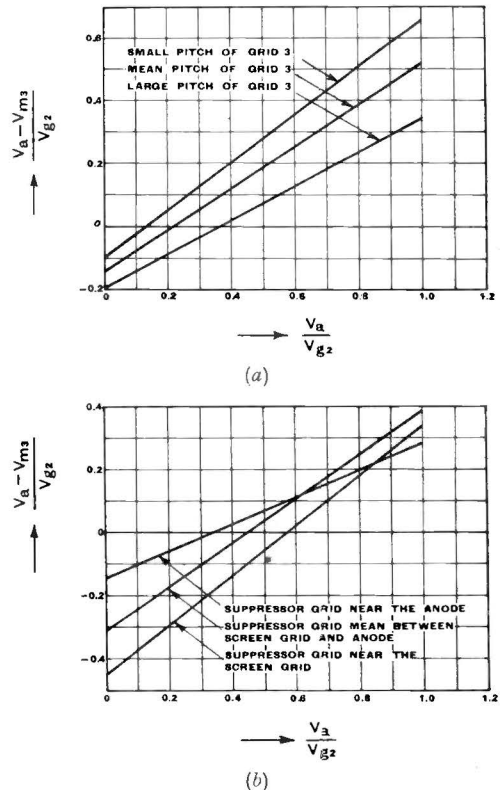 0.6
0.4
0.2
0
-0.2
Va - Vm3
Vg2
SMALL PITCH OF GRID 3
MEAN PITCH OF GRID 3
LARGE PITCH OF GRID 3
0 0.2 0.4 0.6 0.8 1.0 1.2
Va
Vg2
(a)
0.4
0.2
0
-0.2
-0.4
Va - Vm3
Vg2
SUPPRESSOR GRID NEAR THE ANODE
SUPPRESSOR GRID MEAN BETWEEN
SCREEN GRID AND ANODE
SUPPRESSOR GRID NEAR THE
SCREEN GRID
0 0.2 0.4 0.6 0.8 1.0 1.2
Va
Vg2
(b)